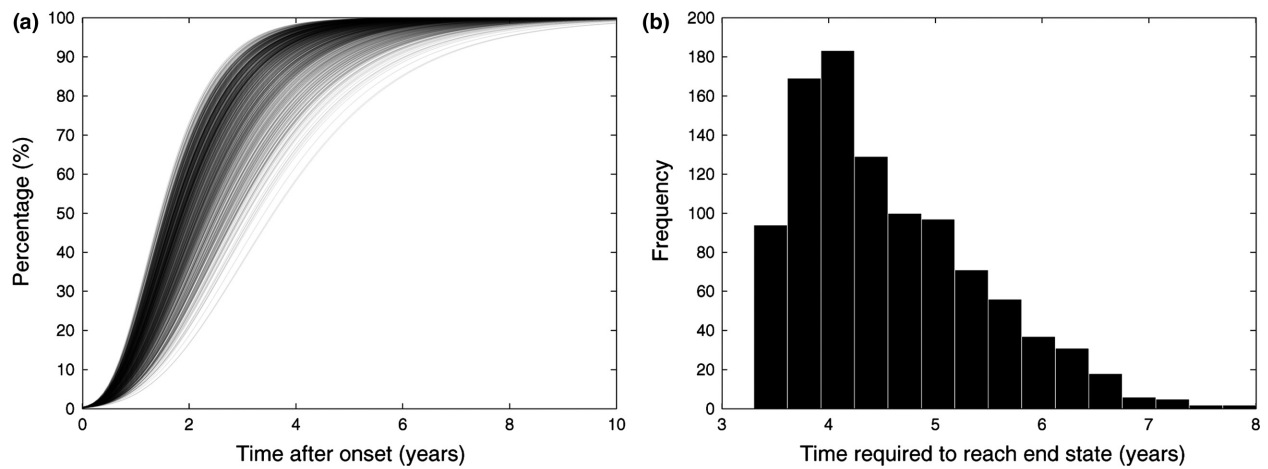 (a)
Percentage (%)
100
90
80
70
60
50
40
30
20
10
0
0 2 4 6 8 10
Time after onset (years)
(b)
Frequency
200
180
160
140
120
100
80
60
40
20
0
3 4 5 6 7 8
Time required to reach end state (years)